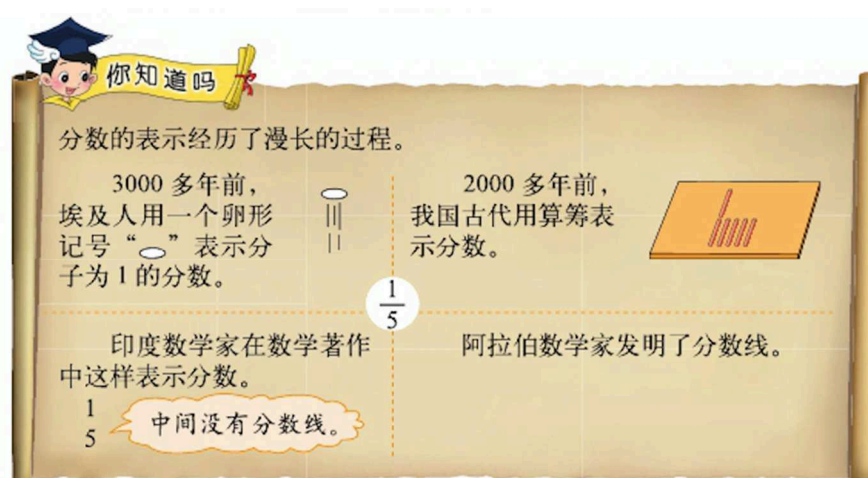 你知道吗
分数的表示经历了漫长的过程。
3000 多年前，
埃及人用一个卵形
记号“ ”表示分
子为 1 的分数。
2000 多年前，
我国古代用算筹表
示分数。
1
5
印度数学家在数学著作
中这样表示分数。
1
5
中间没有分数线。
阿拉伯数学家发明了分数线。